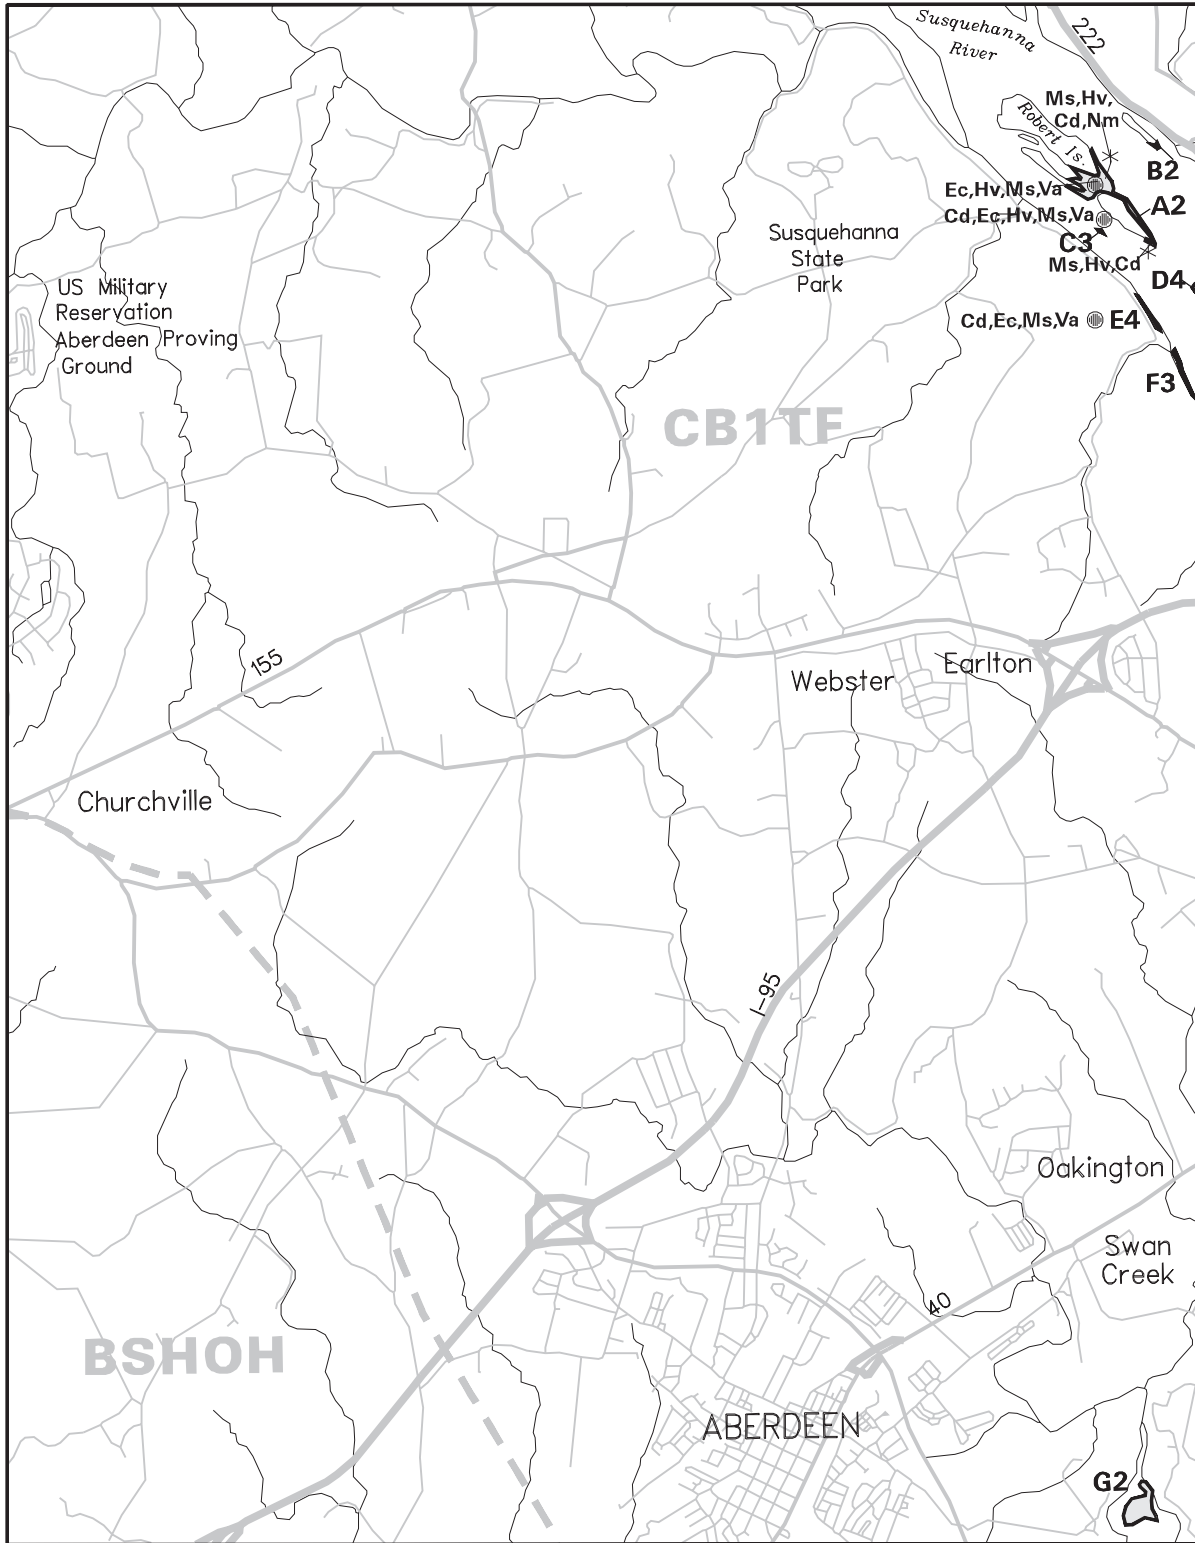 Susquehanna
River
222
Ms,Hv,
Cd,Nm
Robert Is.
B2
Ec,Hv,Ms,Va
A2
Cd,Ec,Hv,Ms,Va
C3
Ms,Hv,Cd
D4
Susquehanna
State
Park
US Military
Reservation
Aberdeen Proving
Ground
Cd,Ec,Ms,Va
E4
F3
CB1TF
155
Webster
Earlton
Churchville
I-95
Oakington
Swan
Creek
40
BSHOH
ABERDEEN
G2